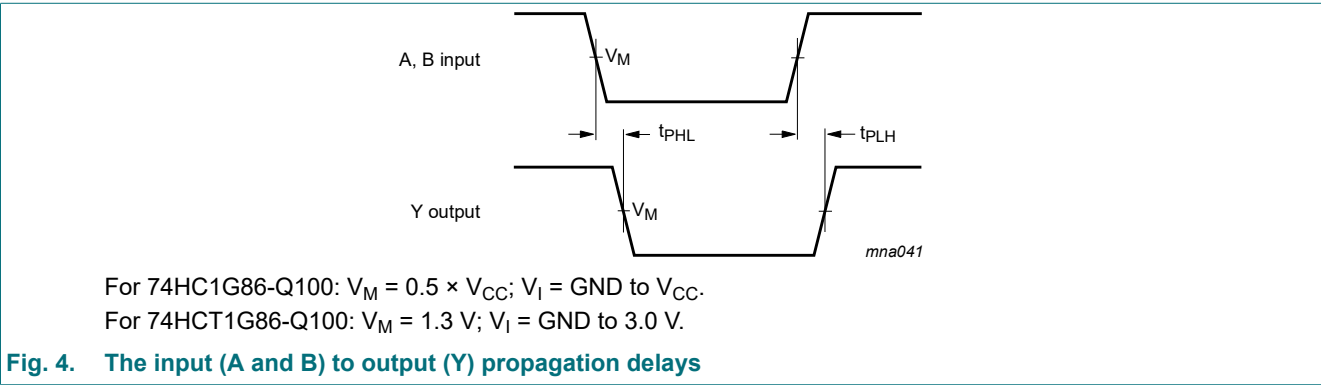 A, B input
VM
tPHL
tPLH
Y output
VM
mna041
For 74HC1G86-Q100: VM = 0.5 × VCC; VI = GND to VCC.
For 74HCT1G86-Q100: VM = 1.3 V; VI = GND to 3.0 V.
Fig. 4. The input (A and B) to output (Y) propagation delays